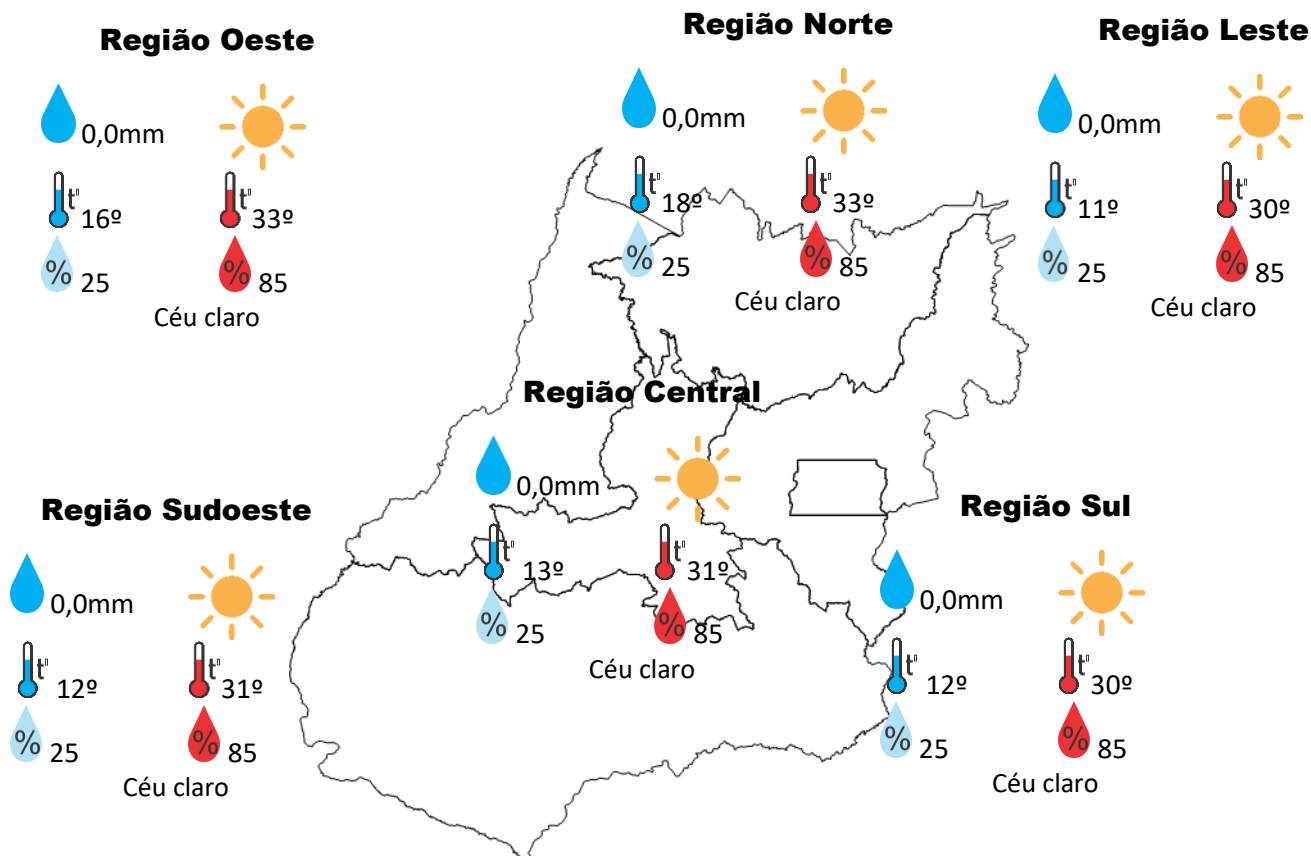 Região Oeste
0,0mm
t°
16º
t°
33º
%
25
%
85
Céu claro
Região Norte
0,0mm
t°
18º
t°
33º
%
25
%
85
Céu claro
Região Leste
0,0mm
t°
11º
t°
30º
%
25
%
85
Céu claro
Região Central
0,0mm
t°
13º
t°
31º
%
25
%
85
Céu claro
Região Sudoeste
0,0mm
t°
12º
t°
31º
%
25
%
85
Céu claro
Região Sul
0,0mm
t°
12º
t°
30º
%
25
%
85
Céu claro